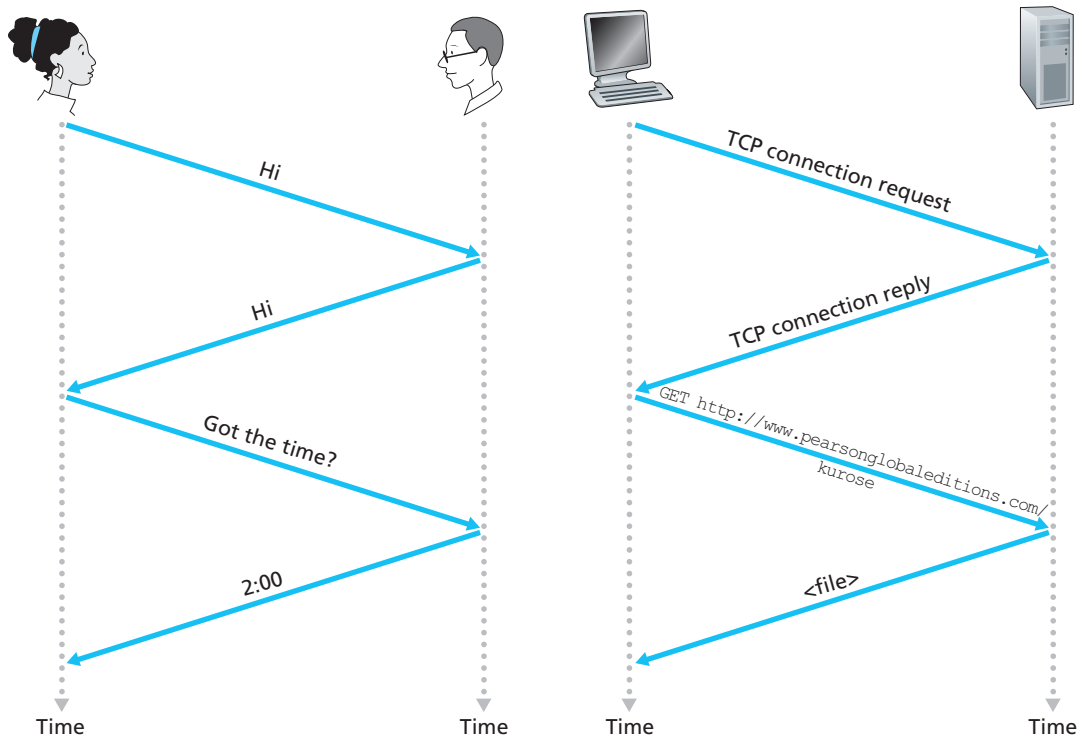 Hi
Hi
Got the time?
2:00
Time
Time
TCP connection request
TCP connection reply
GET http://www.pearsonglobaleditions.com/
kurose
<file>
Time
Time